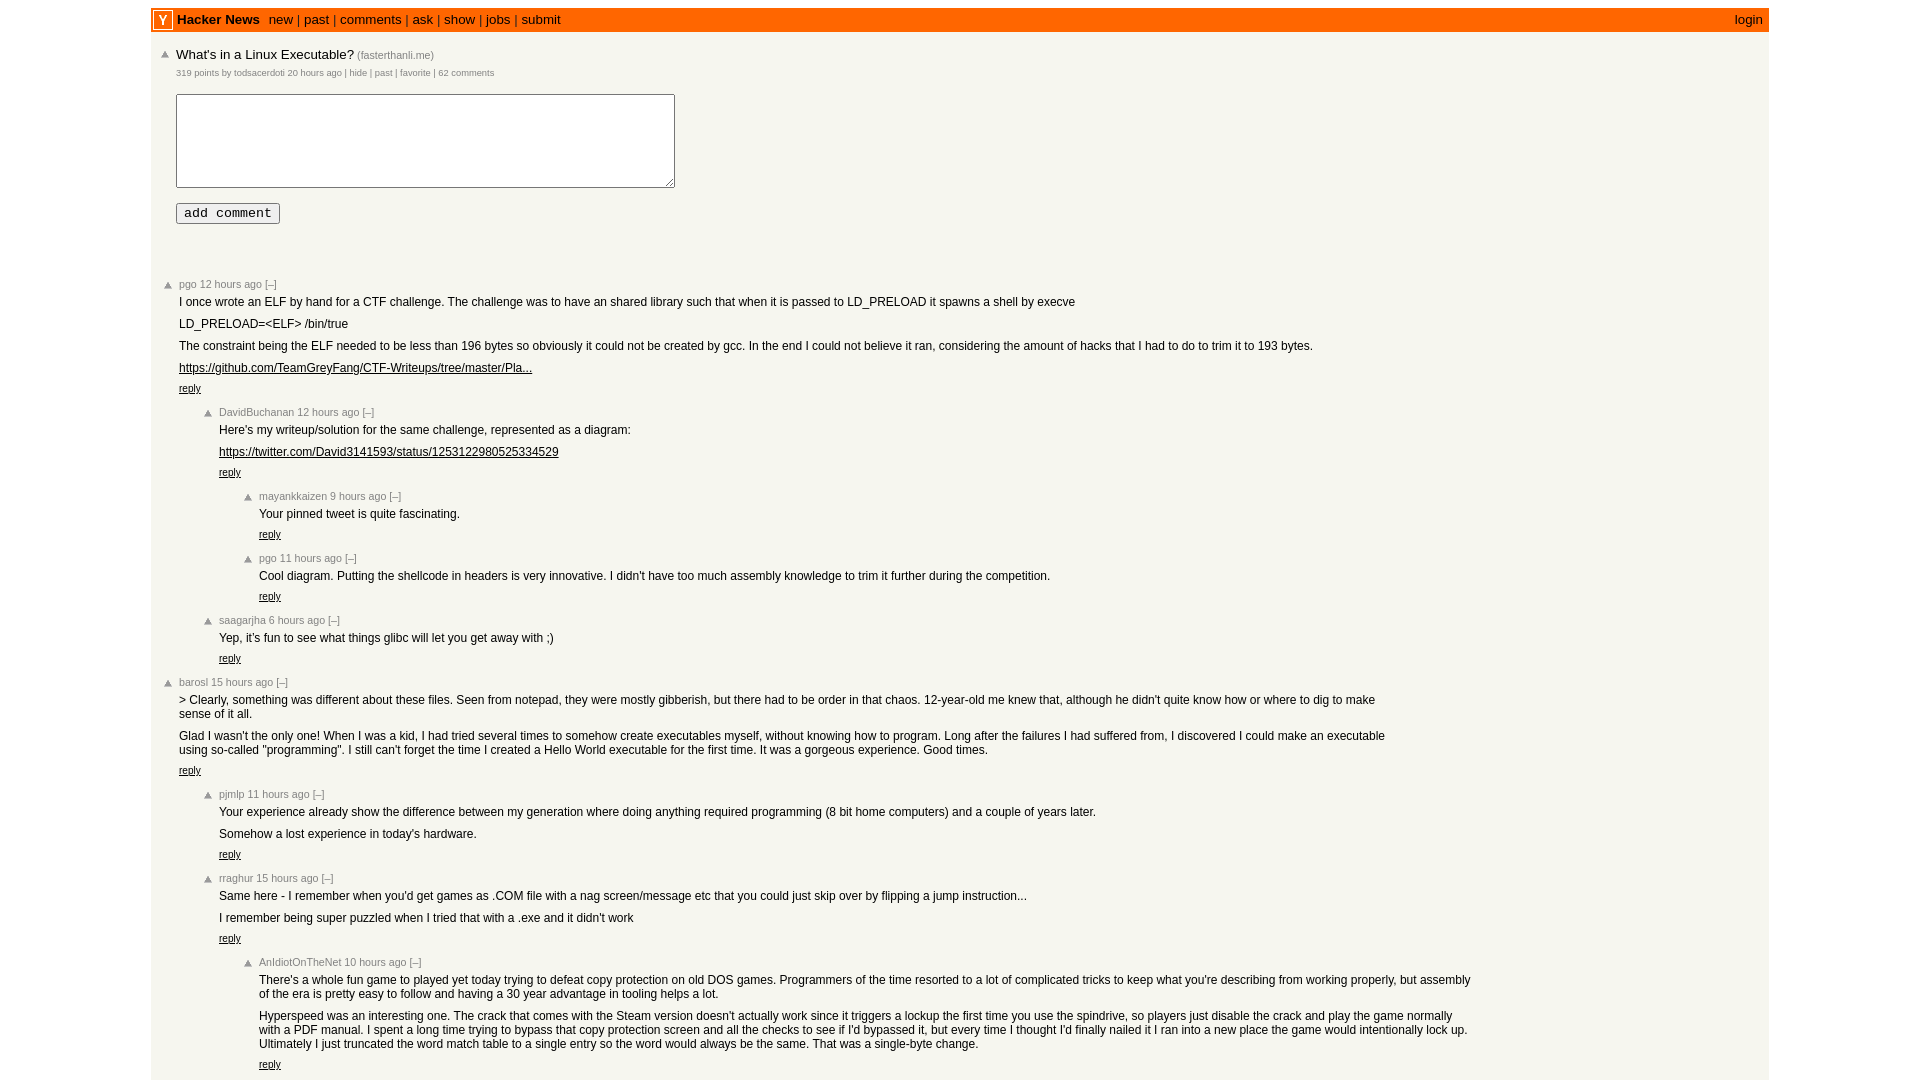 Y Hacker News new | past | comments | ask | show | jobs | submit login
What's in a Linux Executable? (fasterthanli.me)
319 points by todsacerdoti 20 hours ago | hide | past | favorite | 62 comments
add comment
pgo 12 hours ago [–]
I once wrote an ELF by hand for a CTF challenge. The challenge was to have an shared library such that when it is passed to LD_PRELOAD it spawns a shell by execve
LD_PRELOAD=<ELF> /bin/true
The constraint being the ELF needed to be less than 196 bytes so obviously it could not be created by gcc. In the end I could not believe it ran, considering the amount of hacks that I had to do to trim it to 193 bytes.
https://github.com/TeamGreyFang/CTF-Writeups/tree/master/Pla...
reply
DavidBuchanan 12 hours ago [–]
Here's my writeup/solution for the same challenge, represented as a diagram:
https://twitter.com/David3141593/status/1253122980525334529
reply
mayankkaizen 9 hours ago [–]
Your pinned tweet is quite fascinating.
reply
pgo 11 hours ago [–]
Cool diagram. Putting the shellcode in headers is very innovative. I didn't have too much assembly knowledge to trim it further during the competition.
reply
saagarjha 6 hours ago [–]
Yep, it’s fun to see what things glibc will let you get away with ;)
reply
barosl 15 hours ago [–]
> Clearly, something was different about these files. Seen from notepad, they were mostly gibberish, but there had to be order in that chaos. 12-year-old me knew that, although he didn't quite know how or where to dig to make
sense of it all.
Glad I wasn't the only one! When I was a kid, I had tried several times to somehow create executables myself, without knowing how to program. Long after the failures I had suffered from, I discovered I could make an executable
using so-called "programming". I still can't forget the time I created a Hello World executable for the first time. It was a gorgeous experience. Good times.
reply
pjmlp 11 hours ago [–]
Your experience already show the difference between my generation where doing anything required programming (8 bit home computers) and a couple of years later.
Somehow a lost experience in today's hardware.
reply
rraghur 15 hours ago [–]
Same here - I remember when you'd get games as .COM file with a nag screen/message etc that you could just skip over by flipping a jump instruction...
I remember being super puzzled when I tried that with a .exe and it didn't work
reply
AnIdiotOnTheNet 10 hours ago [–]
There's a whole fun game to played yet today trying to defeat copy protection on old DOS games. Programmers of the time resorted to a lot of complicated tricks to keep what you're describing from working properly, but assembly
of the era is pretty easy to follow and having a 30 year advantage in tooling helps a lot.
Hyperspeed was an interesting one. The crack that comes with the Steam version doesn't actually work since it triggers a lockup the first time you use the spindrive, so players just disable the crack and play the game normally
with a PDF manual. I spent a long time trying to bypass that copy protection screen and all the checks to see if I'd bypassed it, but every time I thought I'd finally nailed it I ran into a new place the game would intentionally lock up.
Ultimately I just truncated the word match table to a single entry so the word would always be the same. That was a single-byte change.
reply